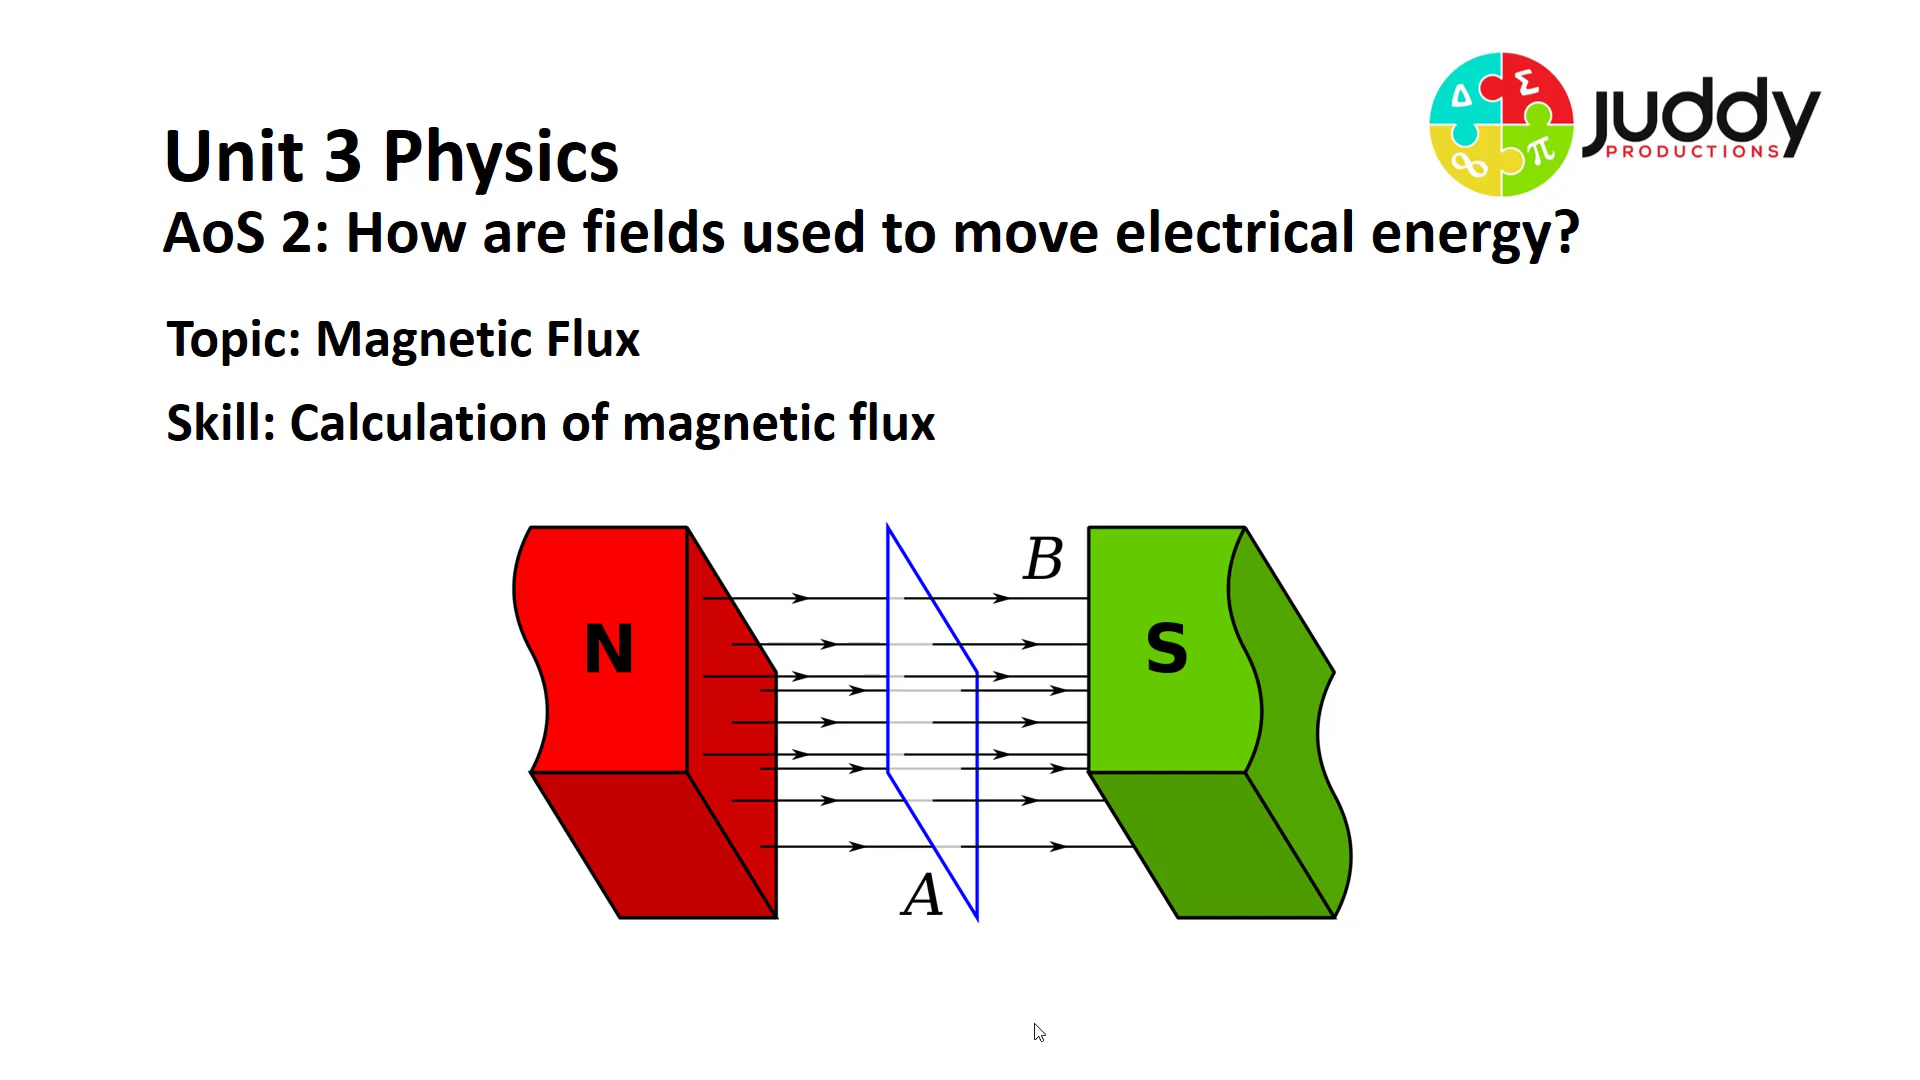 Δ Σ
∞ π
juddy
PRODUCTIONS
Unit 3 Physics
AoS 2: How are fields used to move electrical energy?
Topic: Magnetic Flux
Skill: Calculation of magnetic flux
B
N
S
A